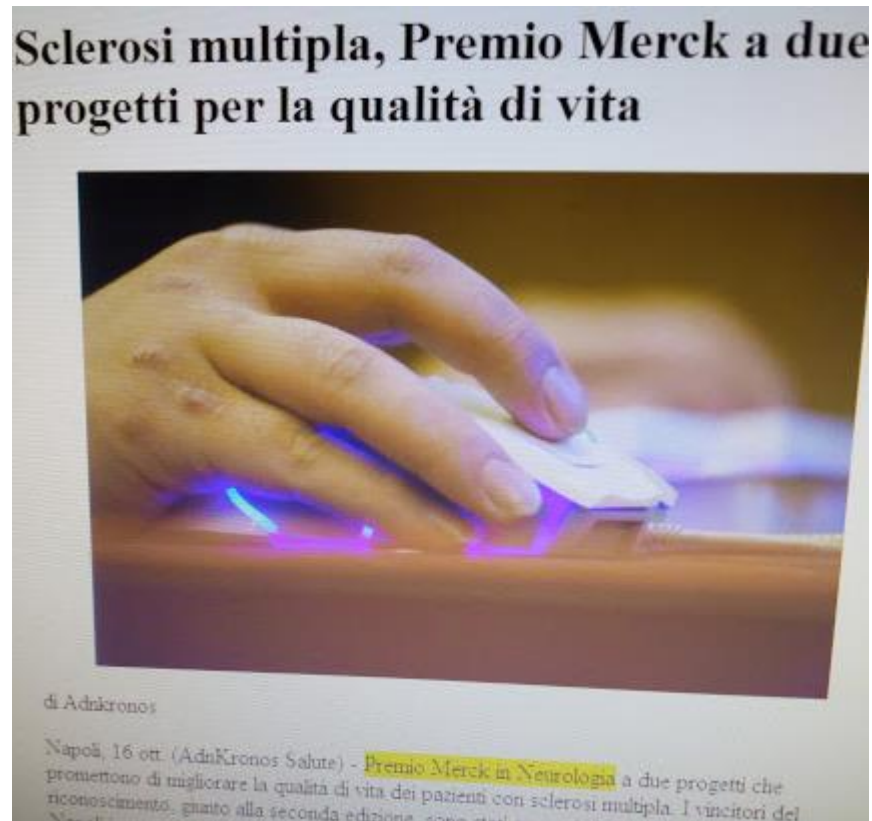 Sclerosi multipla, Premio Merck a due
progetti per la qualità di vita
di Adnkronos
Napoli, 16 ott. (AdnKronos Salute) - Premio Merck in Neurologia a due progetti che
promettono di migliorare la qualità di vita dei pazienti con sclerosi multipla. I vincitori del
riconoscimento, giunto alla seconda edizione, sono